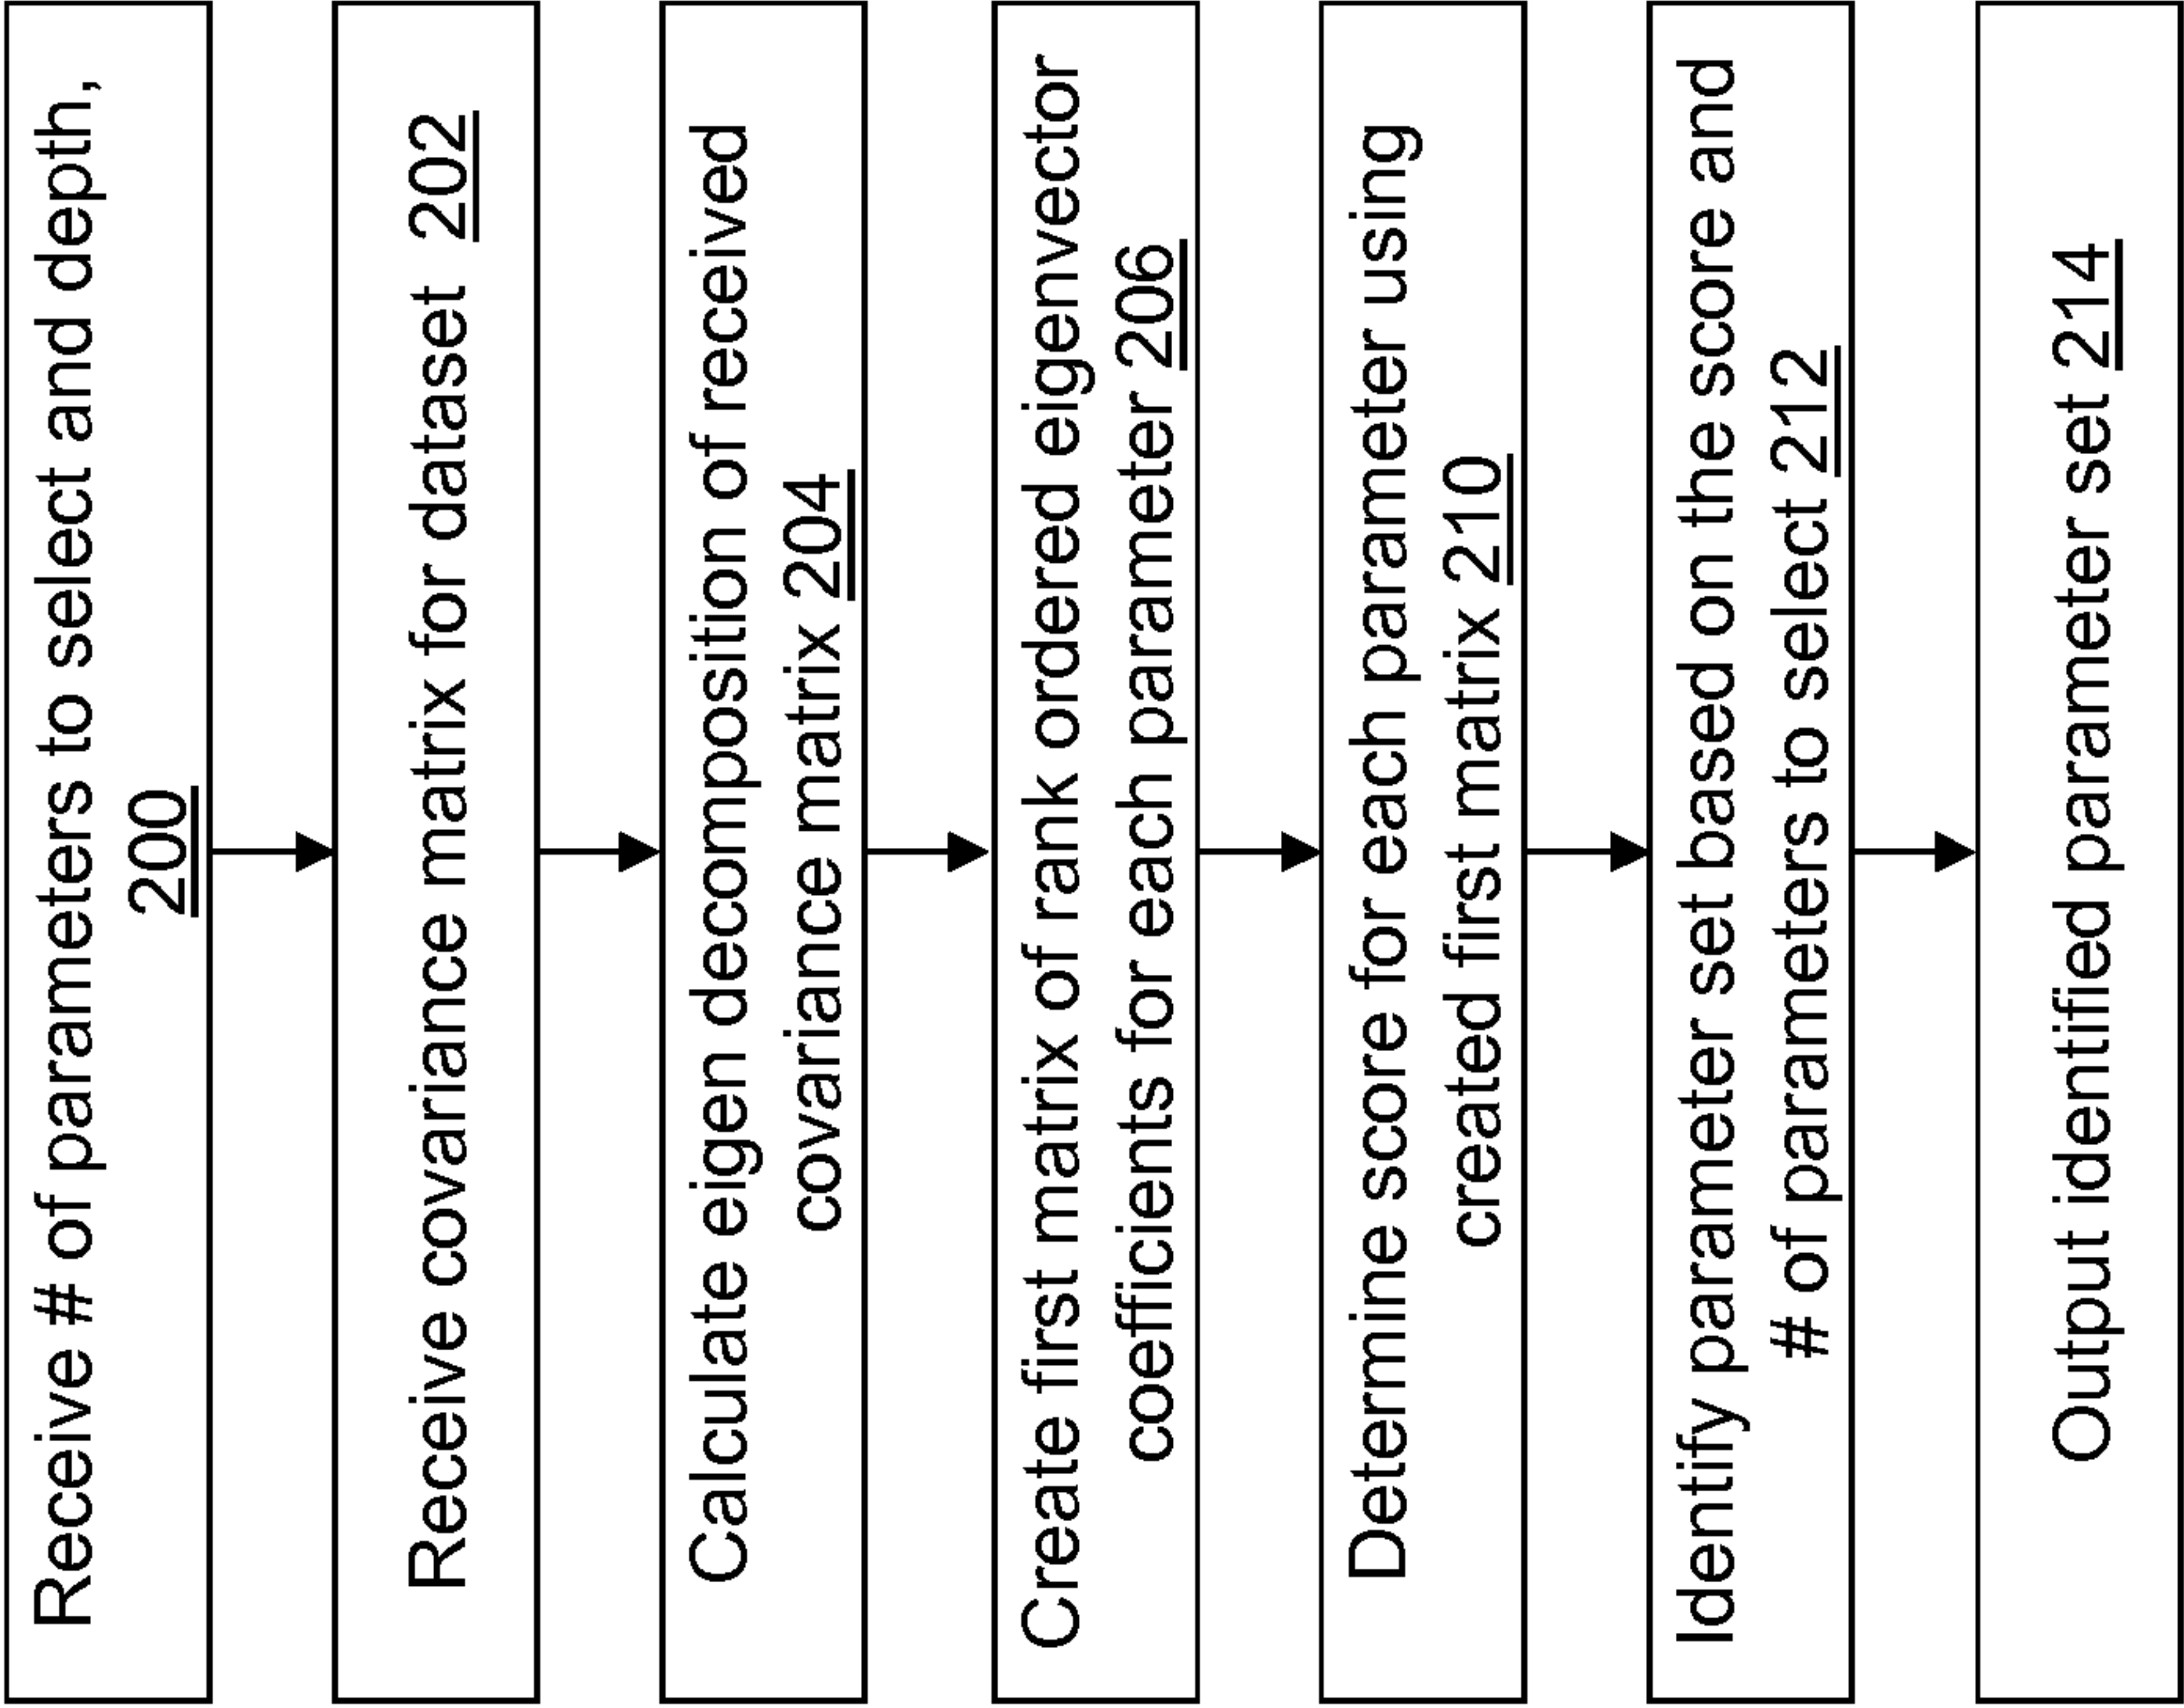 Receive # of parameters to select and depth,
200
Receive covariance matrix for dataset 202
Calculate eigen decomposition of received
covariance matrix 204
Create first matrix of rank ordered eigenvector
coefficients for each parameter 206
Determine score for each parameter using
created first matrix 210
Identify parameter set based on the score and
# of parameters to select 212
Output identified parameter set 214